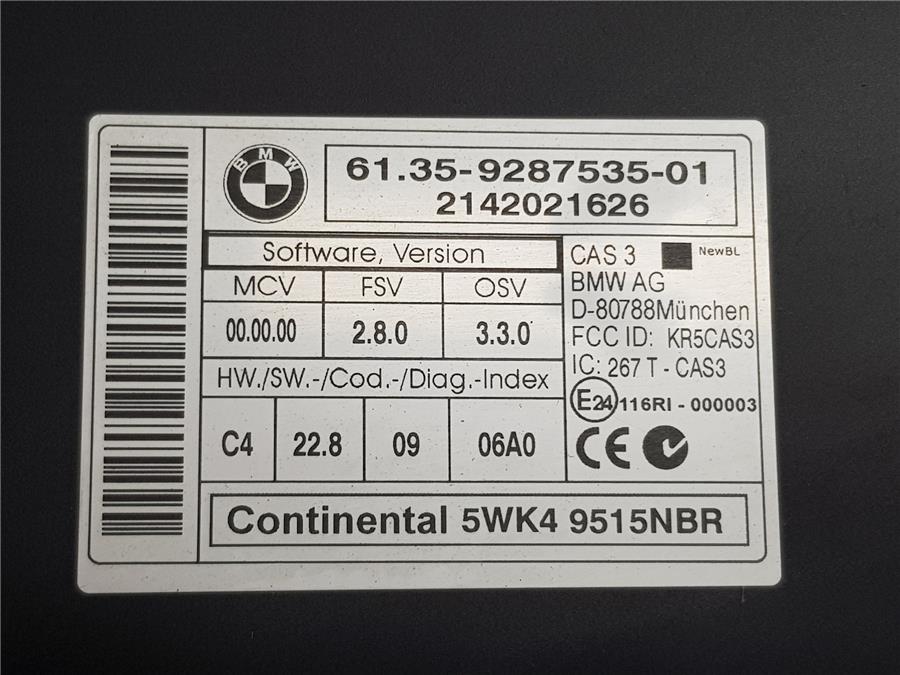 BMW
61.35-9287535-01
2142021626
Software, Version
MCV FSV OSV
00.00.00 2.8.0 3.3.0
HW./SW.-/Cod.-/Diag.-Index
C4 22.8 09 06A0
CAS 3 NewBL
BMW AG
D-80788München
FCC ID: KR5CAS3
IC: 267 T - CAS3
E24 116RI - 000003
CE
Continental 5WK4 9515NBR